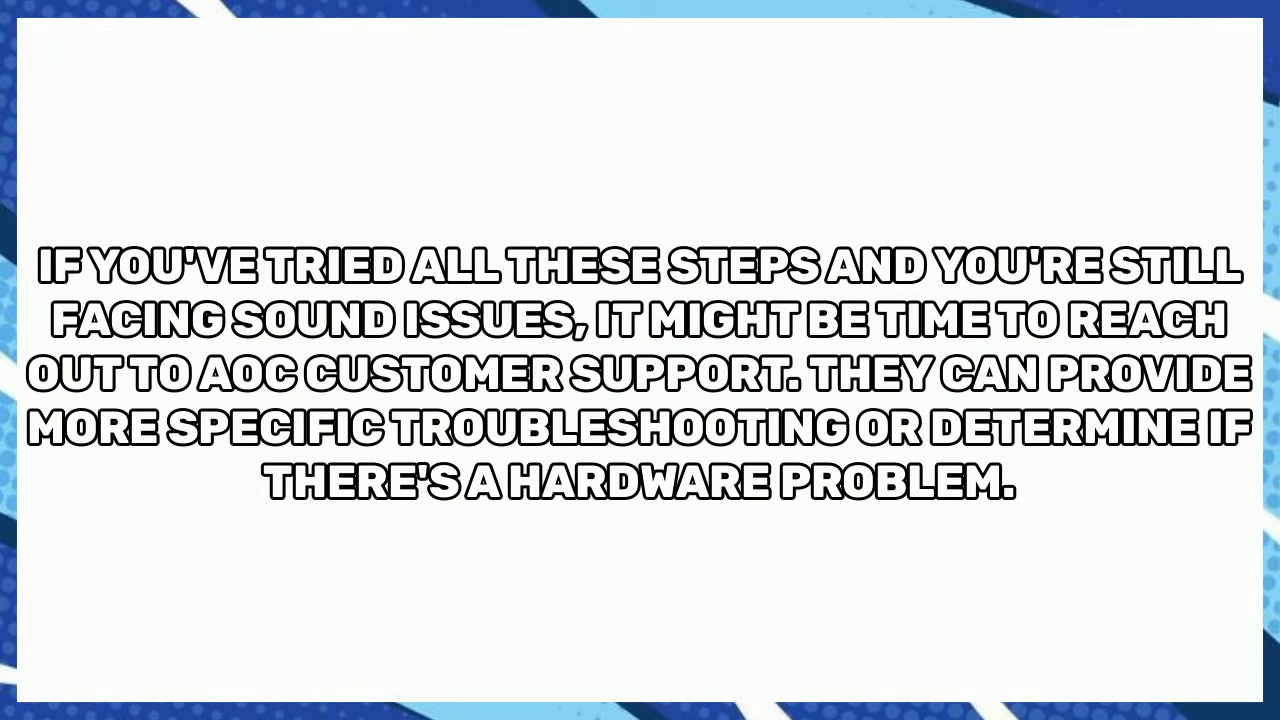 IF YOU'VE TRIED ALL THESE STEPS AND YOU'RE STILL
FACING SOUND ISSUES, IT MIGHT BE TIME TO REACH
OUT TO AOC CUSTOMER SUPPORT. THEY CAN PROVIDE
MORE SPECIFIC TROUBLESHOOTING OR DETERMINE IF
THERE'S A HARDWARE PROBLEM.